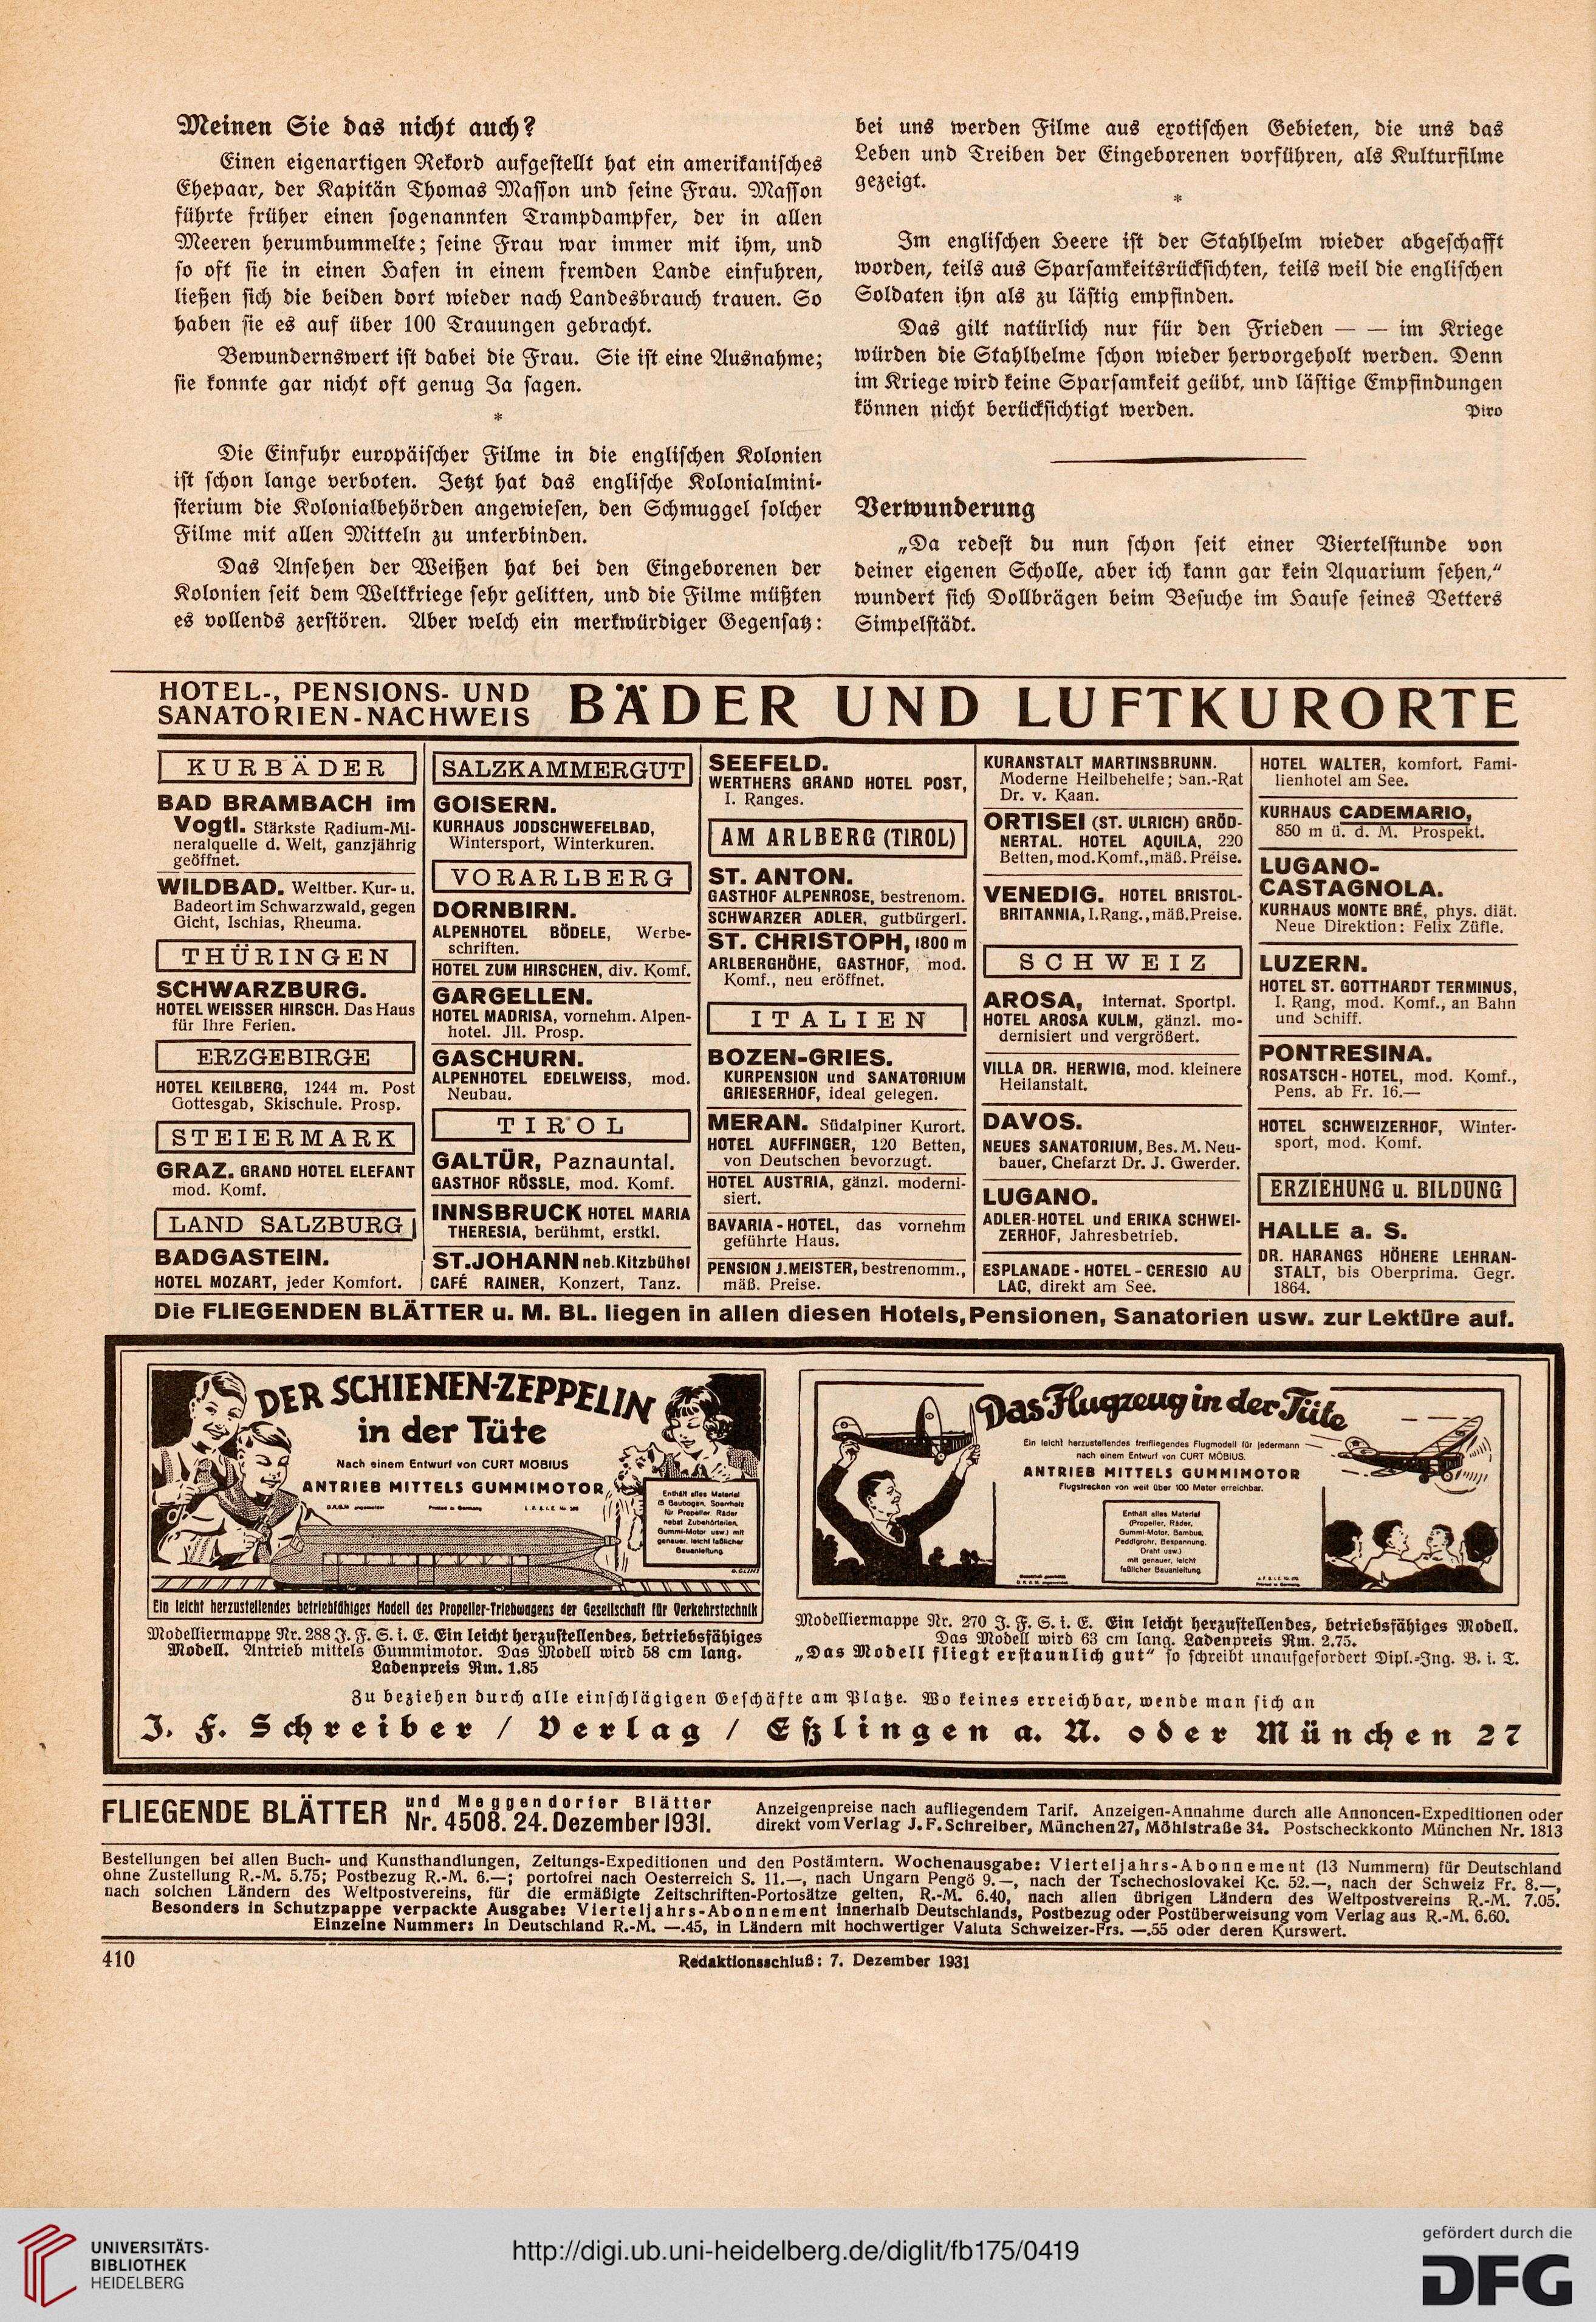 Meinen Sie das nicht auch?
Einen eigenartigen Rekord aufgestellt hat ein amerikanisches
Ehepaar, der Kapitän Thomas Masson und seine Frau. Masson
führte früher einen sogenannten Trampdampfer, der in allen
Meeren herumbummelte; seine Frau war immer mit ihm, und
so oft sie in einen Hafen in einem fremden Lande einfuhren,
ließen sich die beiden dort wieder nach Landesbrauch trauen. So
haben sie es auf über 100 Trauungen gebracht.
Bewundernswert ist dabei die Frau. Sie ist eine Ausnahme;
sie konnte gar nicht oft genug Ja sagen.
*
Die Einfuhr europäischer Filme in die englischen Kolonien
ist schon lange verboten. Jetzt hat das englische Kolonialmini-
sterium die Kolonialbehörden angewiesen, den Schmuggel solcher
Filme mit allen Mitteln zu unterbinden.
Das Ansehen der Weißen hat bei den Eingeborenen der
Kolonien seit dem Weltkriege sehr gelitten, und die Filme müßten
es vollends zerstören. Aber welch ein merkwürdiger Gegensatz:
bei uns werden Filme aus exotischen Gebieten, die uns das
Leben und Treiben der Eingeborenen vorführen, als Kulturfilme
gezeigt.
*
Im englischen Heere ist der Stahlhelm wieder abgeschafft
worden, teils aus Sparsamkeitsrücksichten, teils weil die englischen
Soldaten ihn als zu lästig empfinden.
Das gilt natürlich nur für den Frieden — — im Kriege
würden die Stahlhelme schon wieder hervorgeholt werden. Denn
im Kriege wird keine Sparsamkeit geübt, und lästige Empfindungen
können nicht berücksichtigt werden. Piro
Verwunderung
„Da redest du nun schon seit einer Viertelstunde von
deiner eigenen Scholle, aber ich kann gar kein Aquarium sehen,“
wundert sich Dollbrägen beim Besuche im Hause seines Vetters
Simpelstädt.
HOTEL-, PENSIONS- UND
SANATORIEN-NACHWEIS
BÄDER UND LUFTKURORTE
KURBÄDER
BAD BRAMBACH im
Vogtl. Stärkste Radium-Mi-
neralquelle d. Welt, ganzjährig
geöffnet.
WILDBAD. Weltber. Kur- u.
Badeort im Schwarzwald, gegen
Gicht, Ischias, Rheuma.
THÜRINGEN
SCHWARZBURG.
HOTEL WEISSER HIRSCH. Das Haus
für Ihre Ferien.
ERZGEBIRGE
HOTEL KEILBERG, 1244 m. Post
Gottesgab, Skischule. Prosp.
STEIERMARK
GRAZ. GRAND HOTEL ELEFANT
mod. Komf.
LAND SALZBURG
BADGASTEIN.
HOTEL MOZART, jeder Komfort.
SALZKAMMERGUT
GOISERN.
KURHAUS JODSCHWEFELBAD,
Wintersport, Winterkuren.
VORARLBERG
DORNBIRN.
ALPENHOTEL BÖDELE, Werbe-
schriften.
HOTEL ZUM HIRSCHEN, div. Komf.
GARGELLEN.
HOTEL MADRISA, vornehm. Alpen-
hotel. Jll. Prosp.
GASCHURN.
ALPENHOTEL EDELWEISS, mod.
Neubau.
TIROL
GALTÜR, Paznauntal.
GASTHOF RÖSSLE, mod. Komf.
INNSBRUCK HOTEL MARIA
THERESIA, berühmt, erstkl.
ST. JOHANN neb. Kitzbühel
CAFÉ RAINER, Konzert, Tanz.
SEEFELD.
WERTHERS GRAND HOTEL POST,
I. Ranges.
AM ARLBERG (TIROL)
ST. ANTON.
GASTHOF ALPENROSE, bestrenom.
SCHWARZER ADLER, gutbürgerl.
ST. CHRISTOPH, 1800 m
ARLBERGHÖHE, GASTHOF, mod.
Komf., neu eröffnet.
ITALIEN
BOZEN-GRIES.
KURPENSION und SANATORIUM
GRIESERHOF, ideal gelegen.
MERAN. Südalpiner Kurort.
HOTEL AUFFINGER, 120 Betten,
von Deutschen bevorzugt.
HOTEL AUSTRIA, gänzl. moderni-
siert.
BAVARIA-HOTEL, das vornehm
geführte Haus.
PENSION J. MEISTER, bestrenomm.,
mäß. Preise.
KURANSTALT MARTINSBRUNN.
Moderne Heilbehelfe; San.-Rat
Dr. v. Kaan.
ORTISEI (ST. ULRICH) GRÖD-
NERTAL. HOTEL AQUILA, 220
Betten, mod. Komf., mäß. Preise.
VENEDIG. HOTEL BRISTOL-
BRITANNIA, I. Rang., mäß. Preise.
SCHWEIZ
AROSA, internat. Sportpl.
HOTEL AROSA KULM, gänzl. mo-
dernisiert und vergrößert.
VILLA DR. HERWIG, mod. kleinere
Heilanstalt.
DAVOS.
NEUES SANATORIUM, Bes. M. Neu-
bauer, Chefarzt Dr. J. Gwerder.
LUGANO.
ADLER-HOTEL und ERIKA SCHWEI-
ZERHOF, Jahresbetrieb.
ESPLANADE-HOTEL-CERESIO AU
LAC, direkt am See.
HOTEL WALTER, komfort. Fami-
lienhotel am See.
KURHAUS CADEMARIO,
850 m ü. d. M. Prospekt.
LUGANO-
CASTAGNOLA.
KURHAUS MONTE BRÉ, phys. diät.
Neue Direktion: Felix Züfle.
LUZERN.
HOTEL ST. GOTTHARDT TERMINUS,
I. Rang, mod. Komf., an Bahn
und Schiff.
PONTRESINA.
ROSATSCH-HOTEL, mod. Komf.,
Pens. ab Fr. 16.—
HOTEL SCHWEIZERHOF, Winter-
sport, mod. Komf.
ERZIEHUNG u. BILDUNG
HALLE a. S.
DR. HARANGS HÖHERE LEHRAN-
STALT, bis Oberprima. Gegr.
1864.
Die FLIEGENDEN BLÄTTER u. M. BL. liegen in allen diesen Hotels, Pensionen, Sanatorien usw. zur Lektüre auf.
DER SCHIENEN-ZEPPELIN
in der Tüte
Nach einem Entwurf von CURT MÖBIUS
ANTRIEB MITTELS GUMMIMOTOR
Enthält alles Material
(5 Baubogen, Sperrholz
für Propeller, Räder
nebst Zubehörteilen,
Gummi-Motor usw.) mit
genauer, leicht faßlicher
Bauanleitung
Ein leicht herzustellendes betriebfähiges Modell des Propeller-Triebwagens der Gesellschaft für Verkehrstechnik
Modelliermappe Nr. 288 J. F. S. i. E. Ein leicht herzustellendes, betriebsfähiges
Modell. Antrieb mittels Gummimotor. Das Modell wird 58 cm lang.
Ladenpreis Rm. 1.85
Das Flugzeug in der Tüte
Ein leicht herzustellendes freifliegendes Flugmodell für jedermann
nach einem Entwurf von CURT MÖBIUS.
ANTRIEB MITTELS GUMMIMOTOR
Flugstrecken von weit über 100 Meter erreichbar.
Enthält alles Material
(Propeller, Räder,
Gummi-Motor, Bambus,
Peddigrohr, Bespannung,
Draht usw.)
mit genauer, leicht
faßlicher Bauanleitung
Modelliermappe Nr. 270 J. F. S. i. E. Ein leicht herzustellendes, betriebsfähiges Modell.
Das Modell wird 63 cm lang. Ladenpreis Rm. 2.75.
„Das Modell fliegt erstaunlich gut“ so schreibt unaufgefordert Dipl.-Ing. B. i. T.
Zu beziehen durch alle einschlägigen Geschäfte am Platze. Wo keines erreichbar, wende man sich an
J. F. Schreiber / Verlag / Eßlingen a. N. oder München 27
FLIEGENDE BLÄTTER und Meggendorfer Blätter
Nr. 4508. 24. Dezember 1931.
Anzeigenpreise nach aufliegendem Tarif. Anzeigen-Annahme durch alle Annoncen-Expeditionen oder
direkt vom Verlag J. F. Schreiber, München 27, Möhlstraße 34. Postscheckkonto München Nr. 1813
Bestellungen bei allen Buch- und Kunsthandlungen, Zeitungs-Expeditionen und den Postämtern. Wochenausgabe: Vierteljahrs-Abonnement (13 Nummern) für Deutschland
ohne Zustellung R.-M. 5.75; Postbezug R.-M. 6.—; portofrei nach Oesterreich S. 11.—, nach Ungarn Pengö 9.—, nach der Tschechoslovakei Kc. 52.—, nach der Schweiz Fr. 8.—,
nach solchen Ländern des Weltpostvereins, für die ermäßigte Zeitschriften-Portosätze gelten, R.-M. 6.40, nach allen übrigen Ländern des Weltpostvereins R.-M. 7.05.
Besonders in Schutzpappe verpackte Ausgabe: Vierteljahrs-Abonnement innerhalb Deutschlands, Postbezug oder Postüberweisung vom Verlag aus R.-M. 6.60.
Einzelne Nummer: in Deutschland R.-M. —.45, in Ländern mit hochwertiger Valuta Schweizer-Frs. —.55 oder deren Kurswert.
410
Redaktionsschluß: 7. Dezember 1931
UNIVERSITÄTS-
BIBLIOTHEK
HEIDELBERG
http://digi.ub.uni-heidelberg.de/diglit/fb175/0419
gefördert durch die
DFG